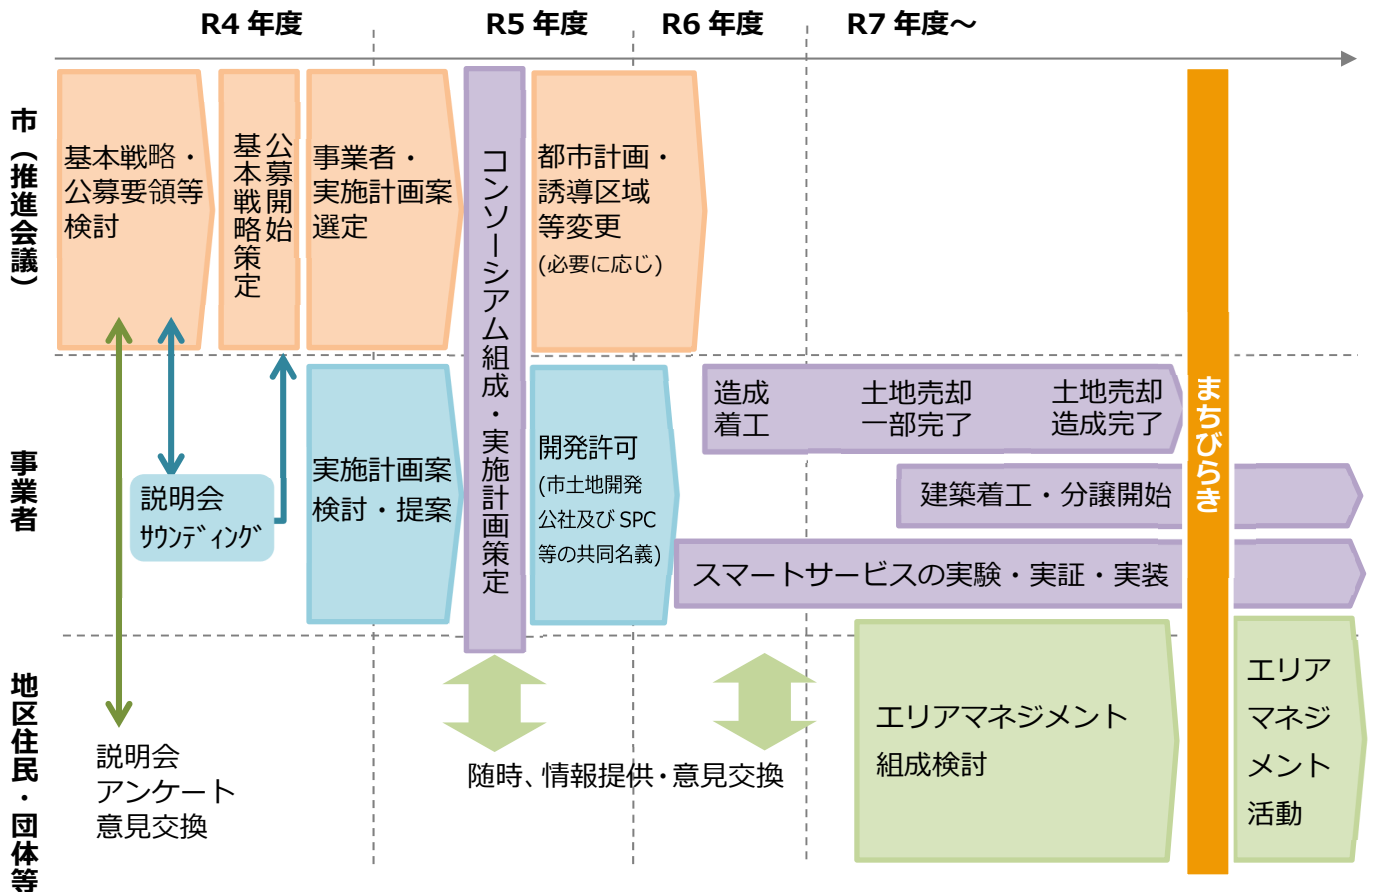 R4 年度
R5 年度
R6 年度
R7 年度～
市（推進会議）
基本戦略・
公募要領等
検討
公募開始
基本戦略策定
事業者・
実施計画案
選定
コンソーシアム組成・実施計画策定
都市計画・
誘導区域
等変更
(必要に応じ)
まちびらき
事業者
説明会
ｻｳﾝﾃﾞｨﾝｸﾞ
実施計画案
検討・提案
開発許可
(市土地開発
公社及び SPC
等の共同名義)
造成
着工
土地売却
一部完了
土地売却
造成完了
建築着工・分譲開始
スマートサービスの実験・実証・実装
地区住民・団体等
説明会
アンケート
意見交換
随時、情報提供・意見交換
エリアマネジメント
組成検討
エリア
マネジ
メント
活動